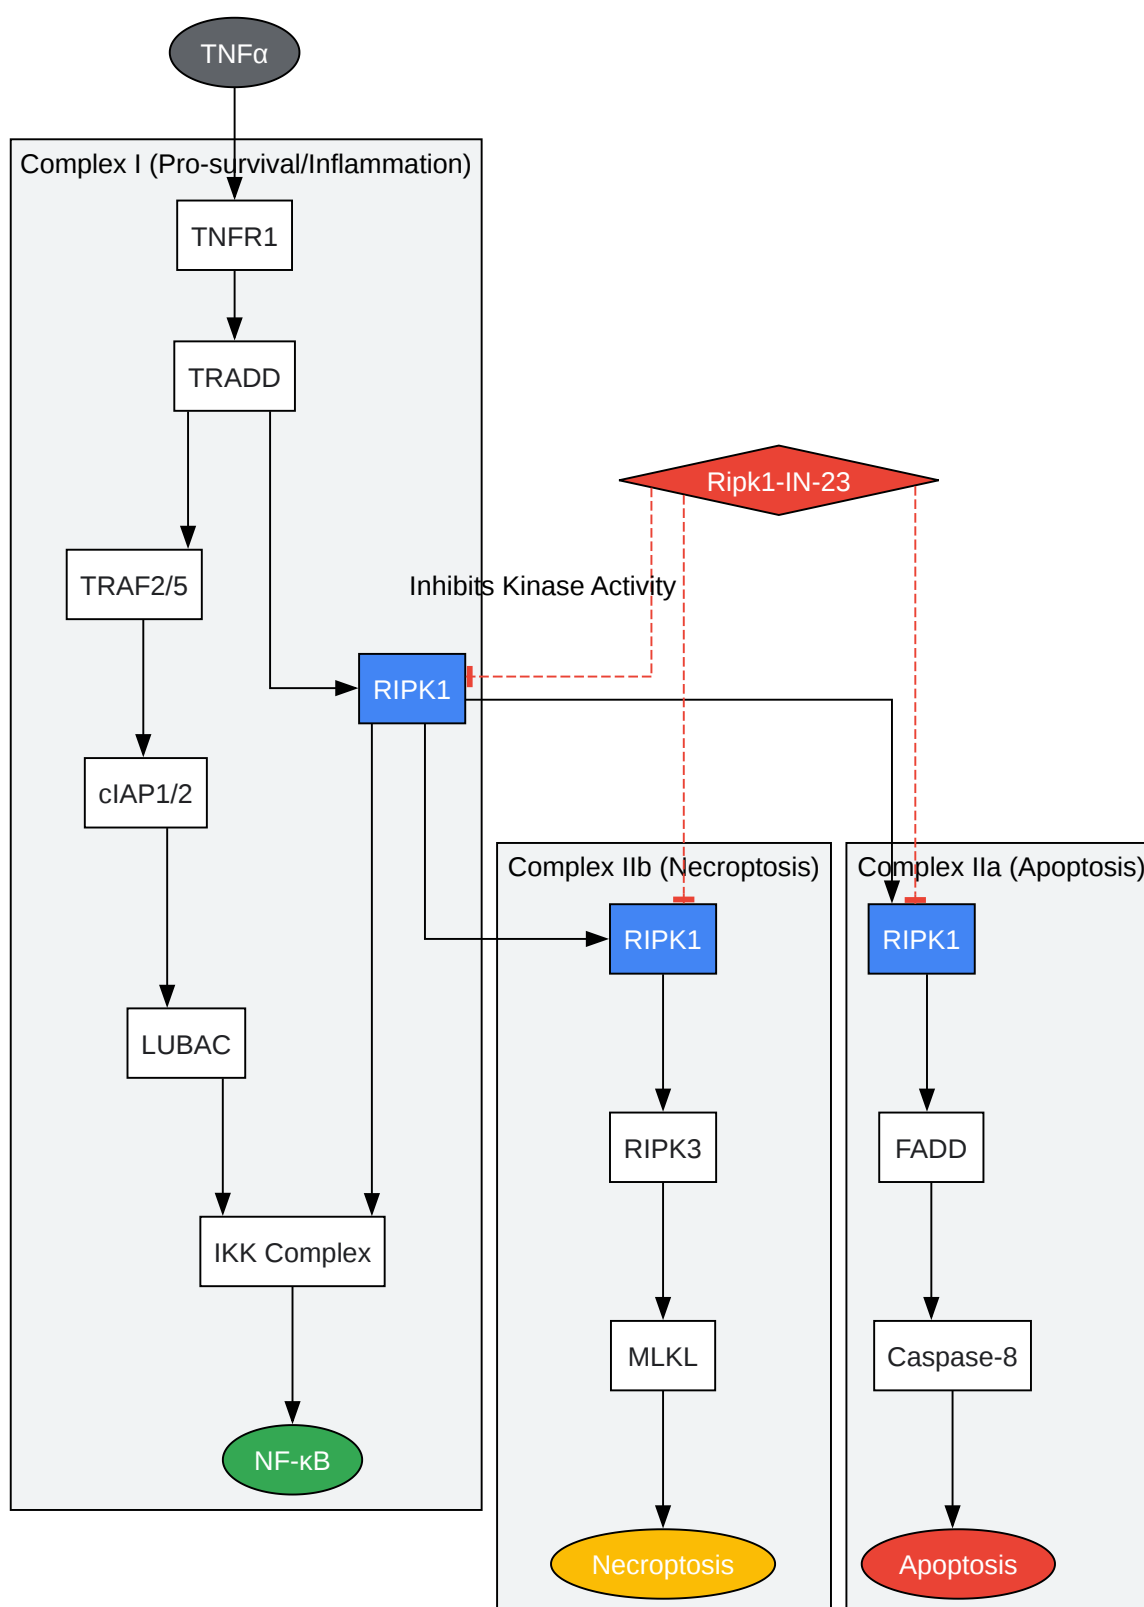 TNFα
Complex I (Pro-survival/Inflammation)
TNFR1
TRADD
Ripk1-IN-23
TRAF2/5
Inhibits Kinase Activity
RIPK1
cIAP1/2
Complex IIb (Necroptosis)
Complex IIa (Apoptosis)
RIPK1
RIPK1
LUBAC
RIPK3
FADD
IKK Complex
MLKL
Caspase-8
NF-κB
Necroptosis
Apoptosis